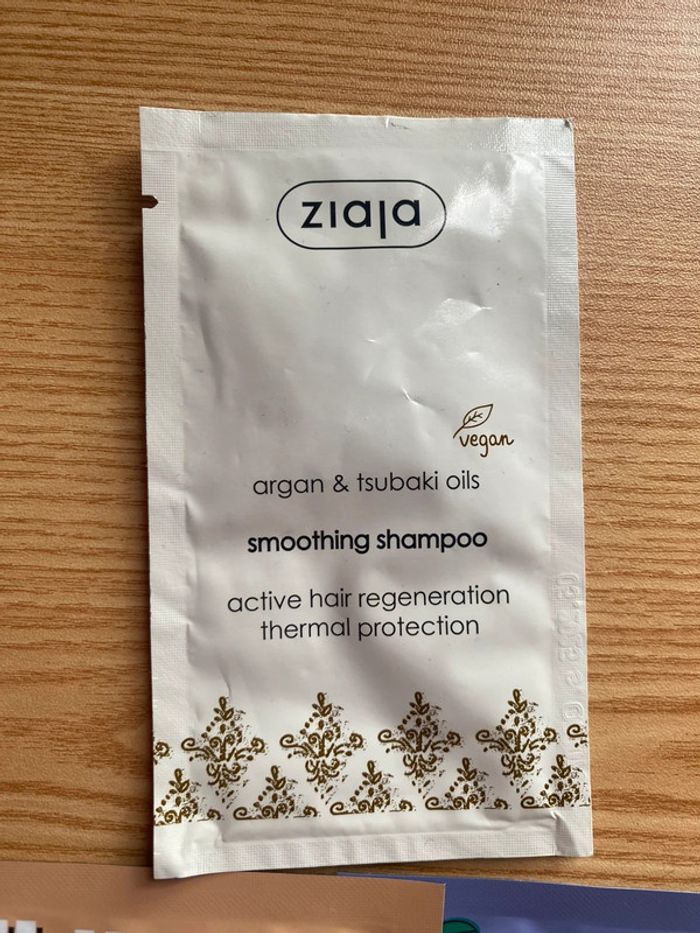 ziaja
vegan
argan & tsubaki oils
smoothing shampoo
active hair regeneration
thermal protection